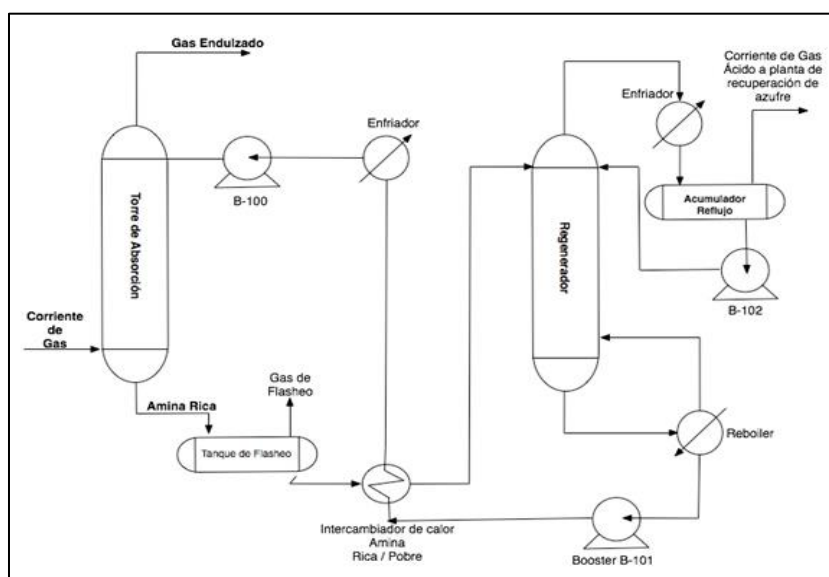 Gas Endulzado
Enfriador
B-100
Torre de Absorción
Corriente
de
Gas
Amina Rica
Gas de
Flasheo
Tanque de Flasheo
Intercambiador de calor
Amina
Rica / Pobre
Corriente de Gas
Ácido a planta de
recuperación de
azufre
Enfriador
Acumulador
Reflujo
Regenerador
B-102
Reboiler
Booster B-101